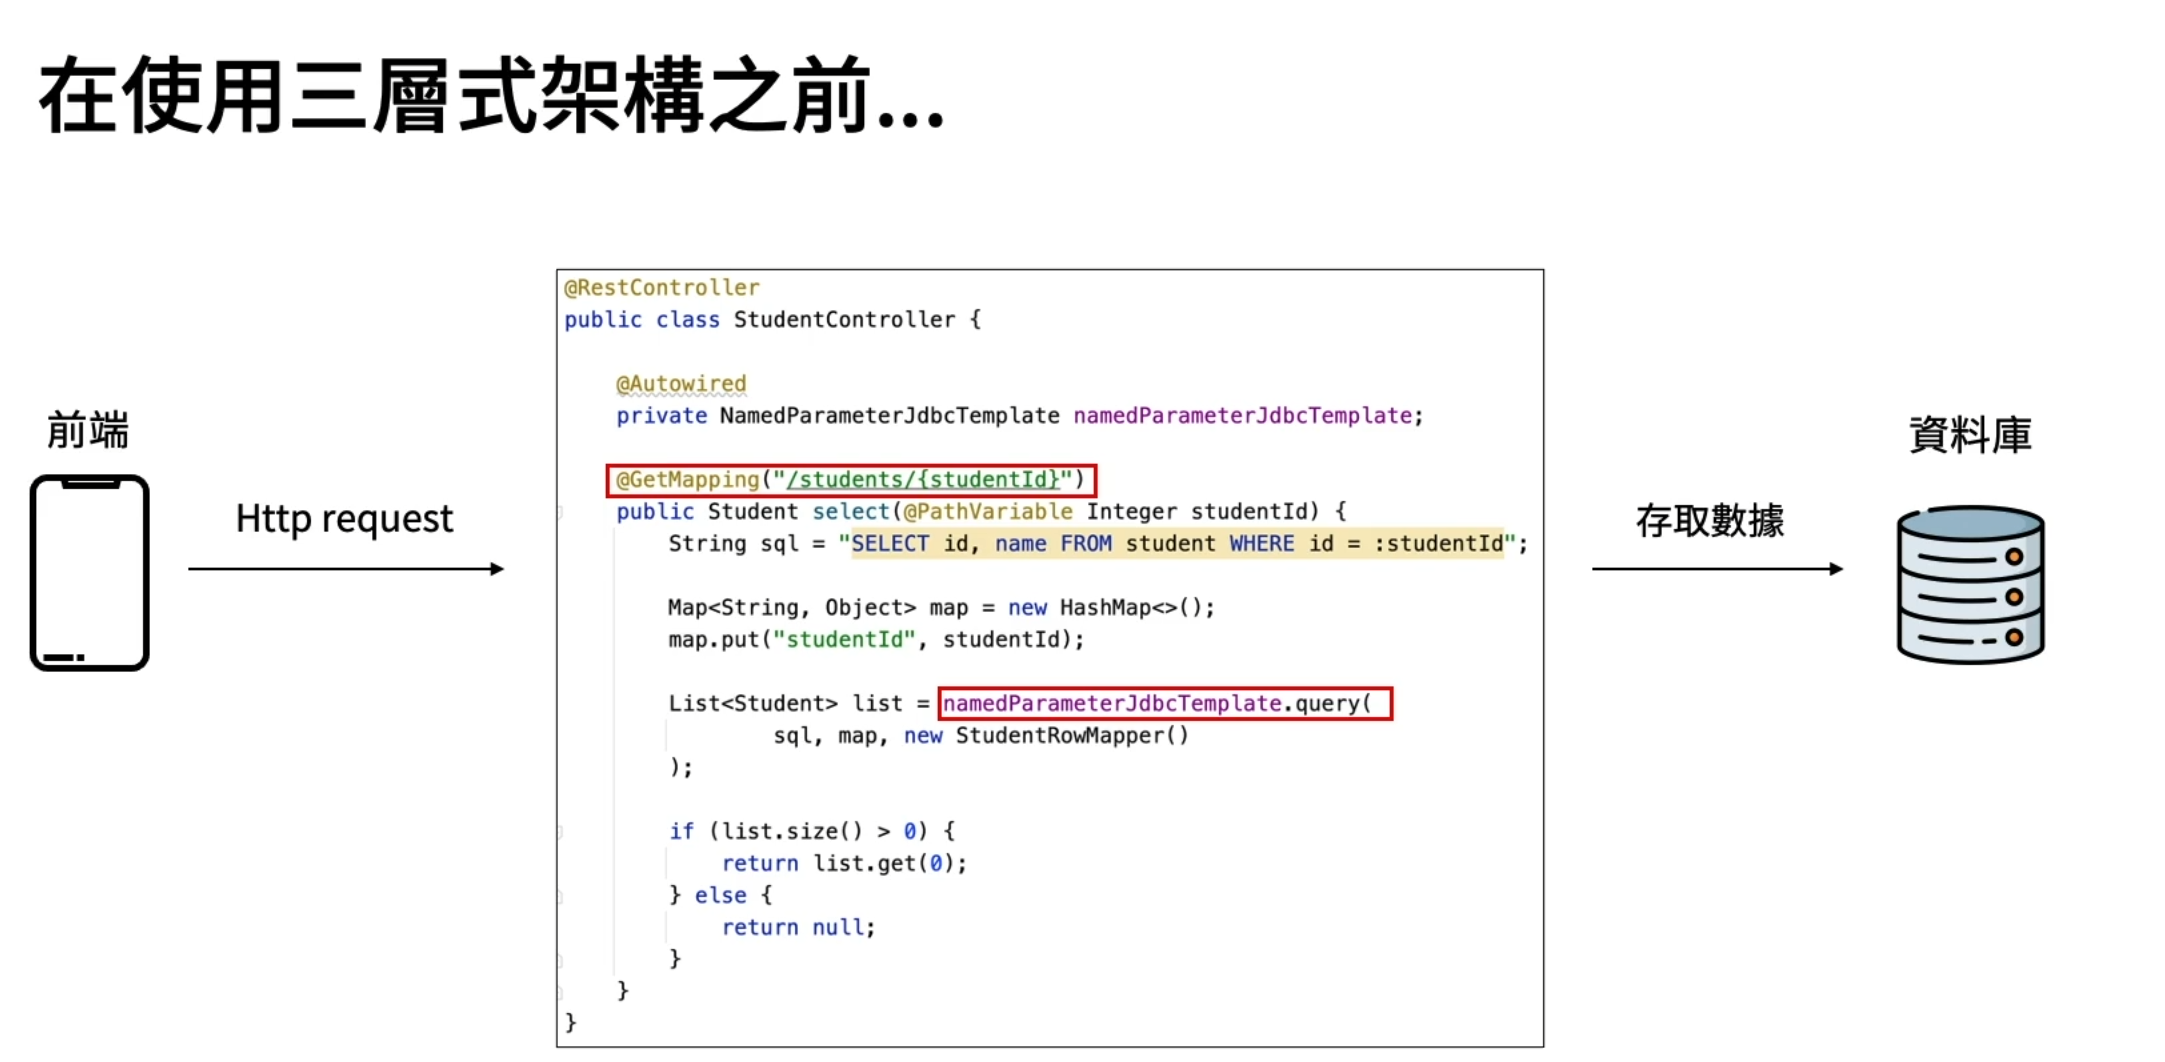 在使用三層式架構之前...
前端
Http request
@RestController
public class StudentController {
@Autowired
private NamedParameterJdbcTemplate namedParameterJdbcTemplate;
@GetMapping("/students/{studentId}")
public Student select(@PathVariable Integer studentId) {
String sql = "SELECT id, name FROM student WHERE id = :studentId";
Map<String, Object> map = new HashMap<>();
map.put("studentId", studentId);
List<Student> list = namedParameterJdbcTemplate.query(
sql, map, new StudentRowMapper()
);
if (list.size() > 0) {
return list.get(0);
} else {
return null;
}
}
}
存取數據
資料庫